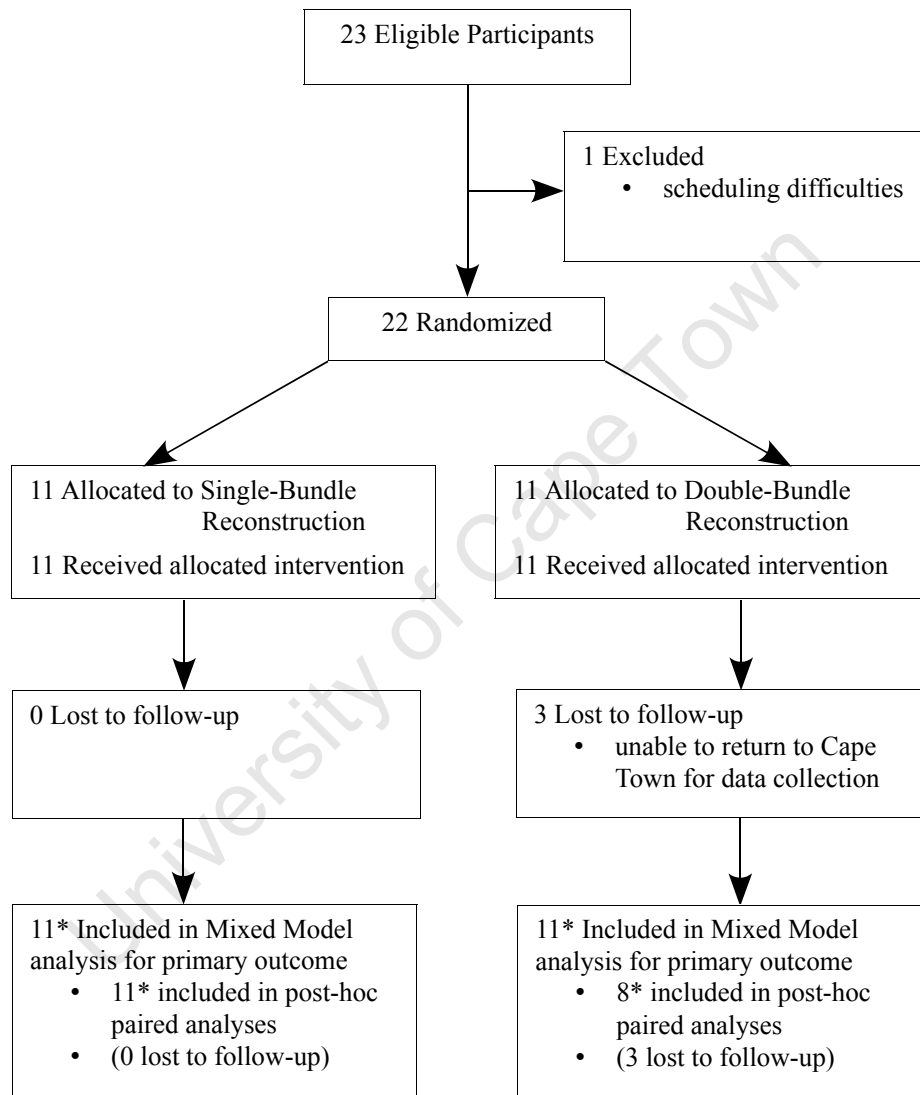 23 Eligible Participants
1 Excluded
• scheduling difficulties
22 Randomized
11 Allocated to Single-Bundle
Reconstruction
11 Received allocated intervention
11 Allocated to Double-Bundle
Reconstruction
11 Received allocated intervention
0 Lost to follow-up
3 Lost to follow-up
• unable to return to Cape
Town for data collection
11* Included in Mixed Model
analysis for primary outcome
• 11* included in post-hoc
paired analyses
• (0 lost to follow-up)
11* Included in Mixed Model
analysis for primary outcome
• 8* included in post-hoc
paired analyses
• (3 lost to follow-up)
University of Cape Town